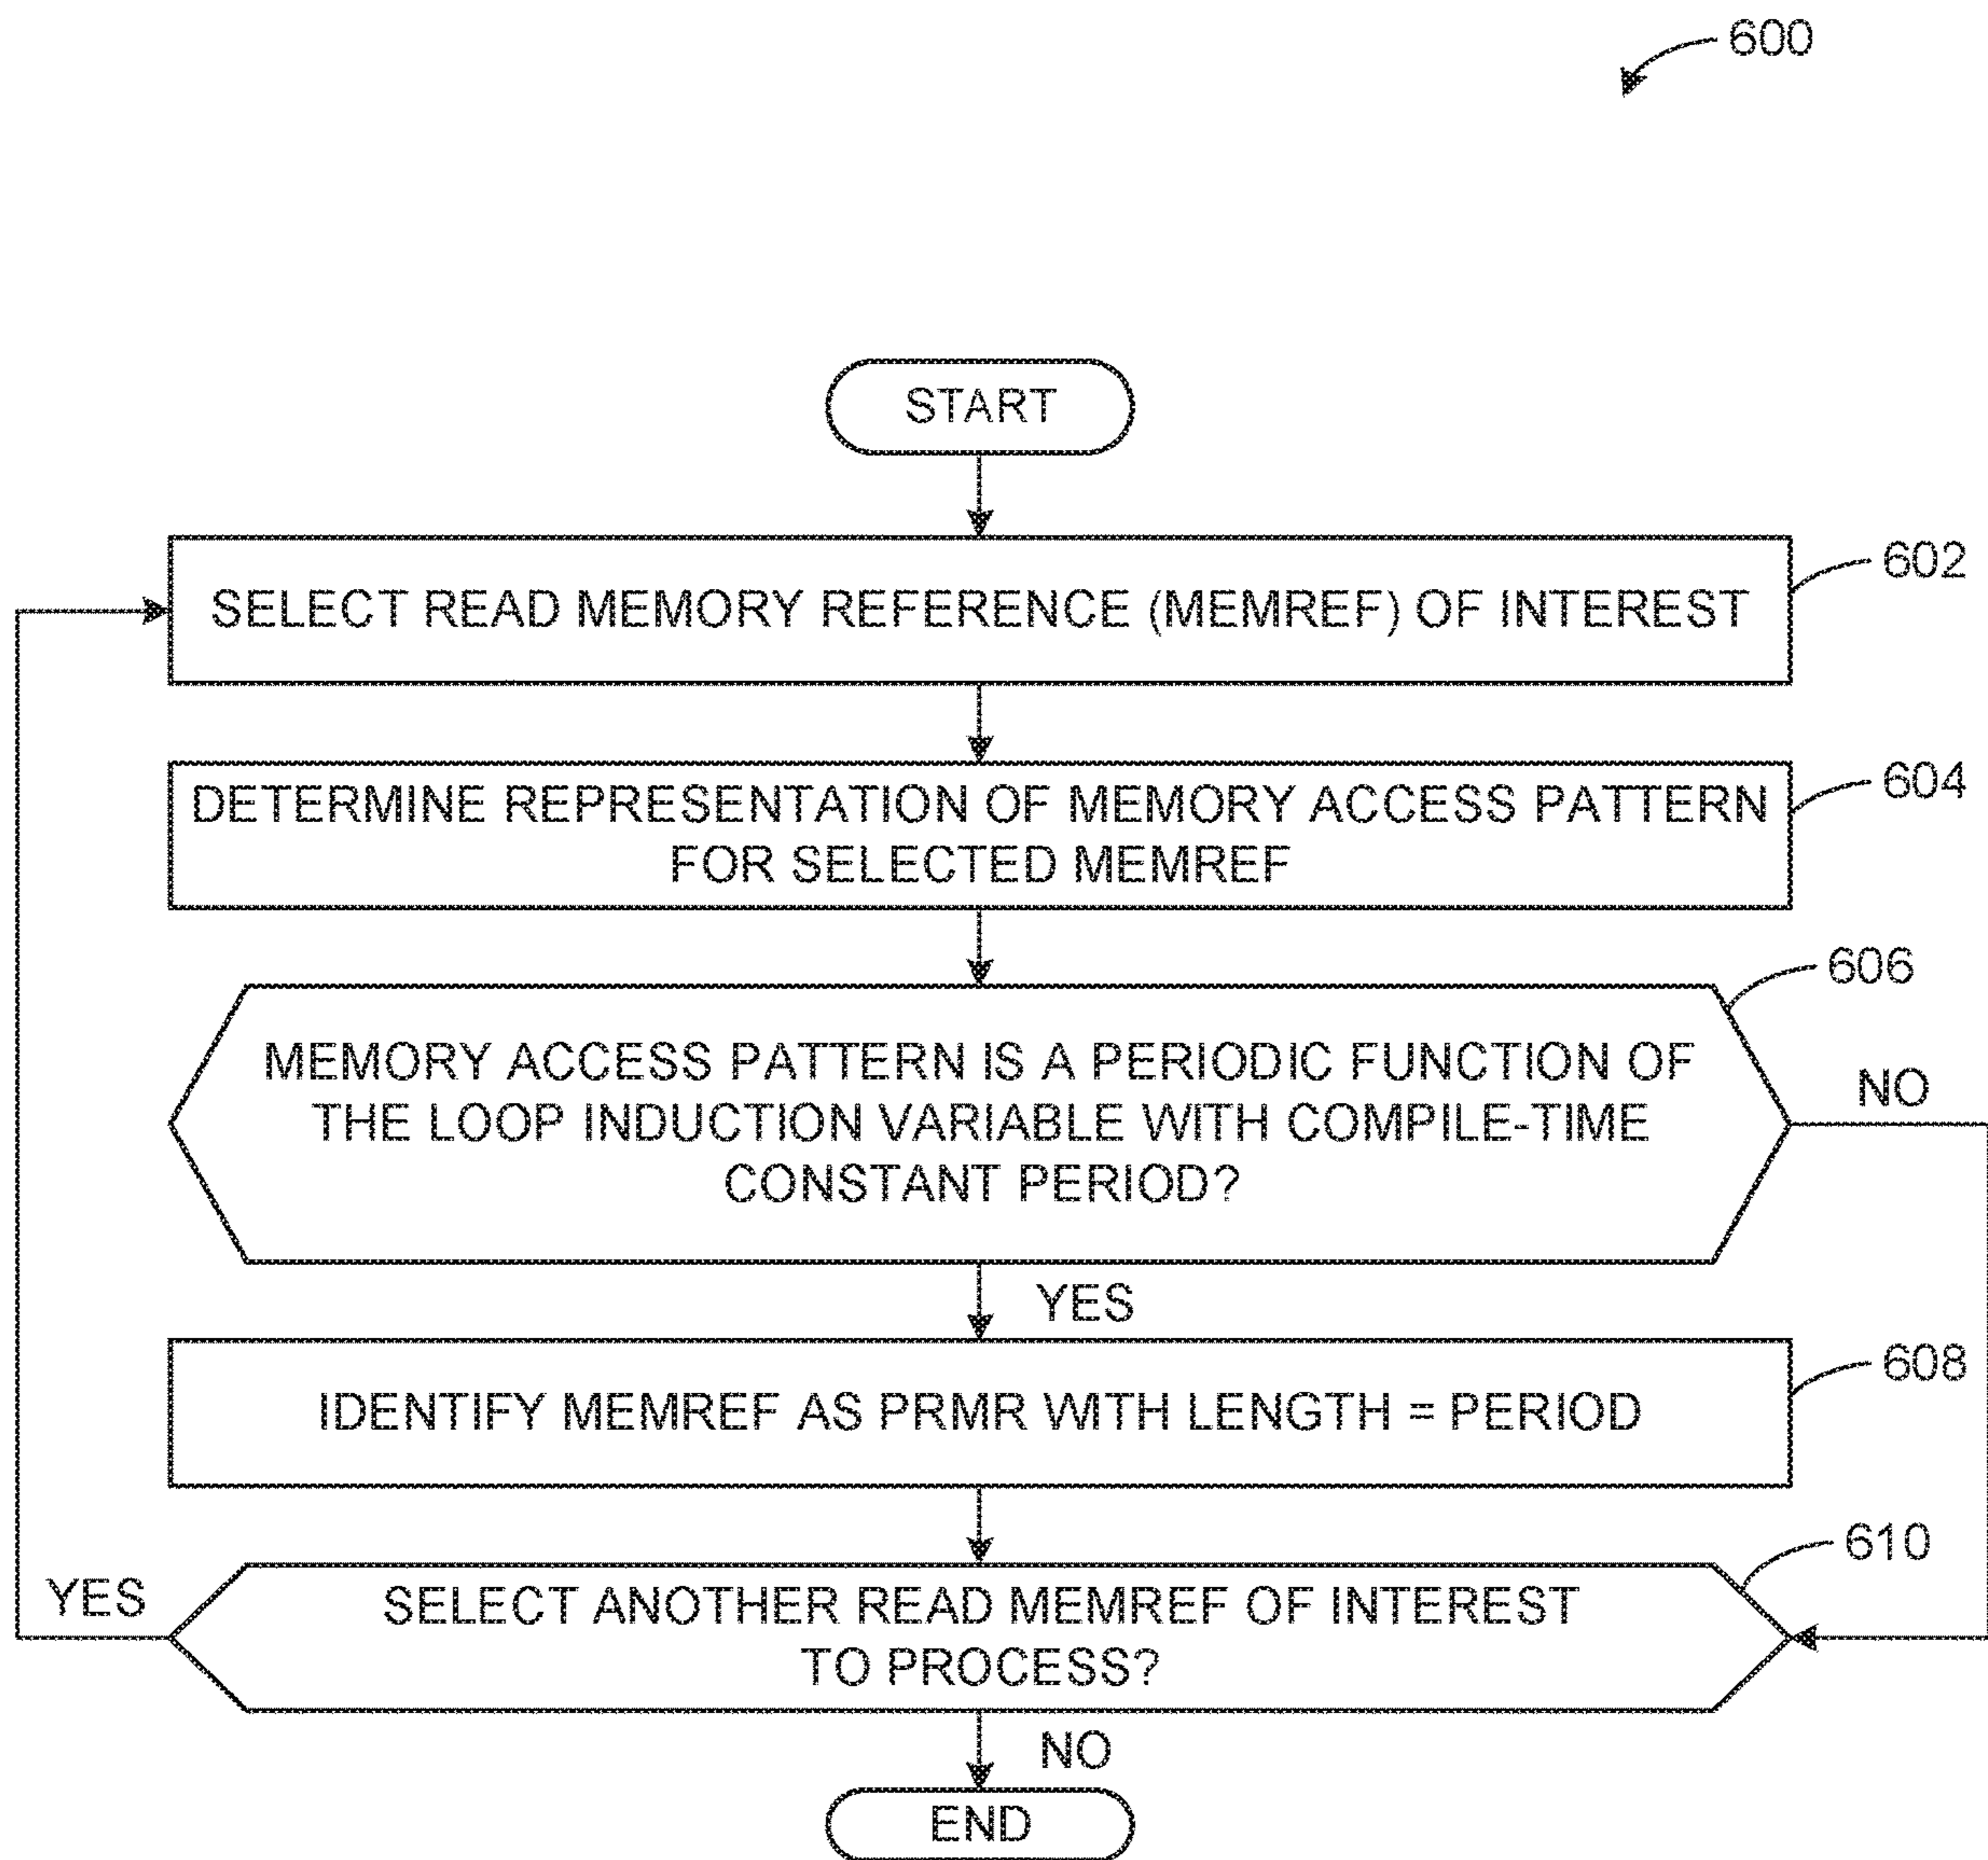 600
START
SELECT READ MEMORY REFERENCE (MEMREF) OF INTEREST
602
DETERMINE REPRESENTATION OF MEMORY ACCESS PATTERN
FOR SELECTED MEMREF
604
MEMORY ACCESS PATTERN IS A PERIODIC FUNCTION OF
THE LOOP INDUCTION VARIABLE WITH COMPILE-TIME
CONSTANT PERIOD?
606
NO
YES
IDENTIFY MEMREF AS PRMR WITH LENGTH = PERIOD
608
SELECT ANOTHER READ MEMREF OF INTEREST
TO PROCESS?
610
YES
NO
END